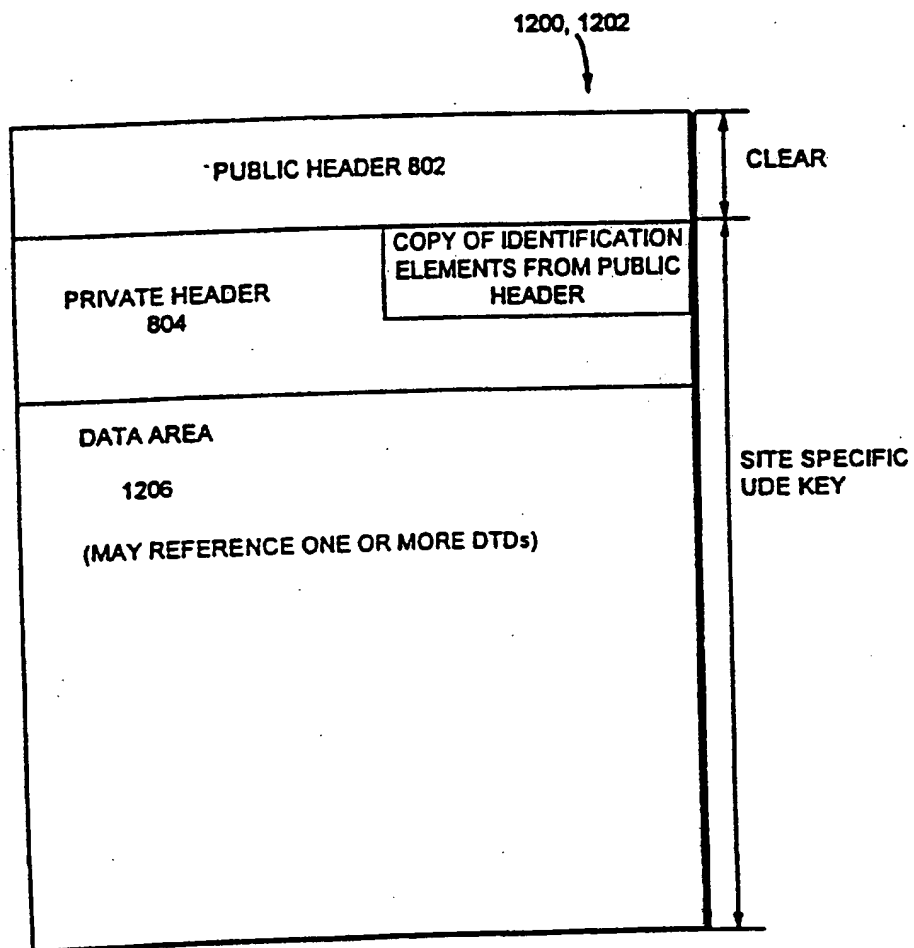 1200, 1202
PUBLIC HEADER 802
CLEAR
COPY OF IDENTIFICATION
ELEMENTS FROM PUBLIC
HEADER
PRIVATE HEADER
804
DATA AREA
1206
(MAY REFERENCE ONE OR MORE DTDs)
SITE SPECIFIC
UDE KEY